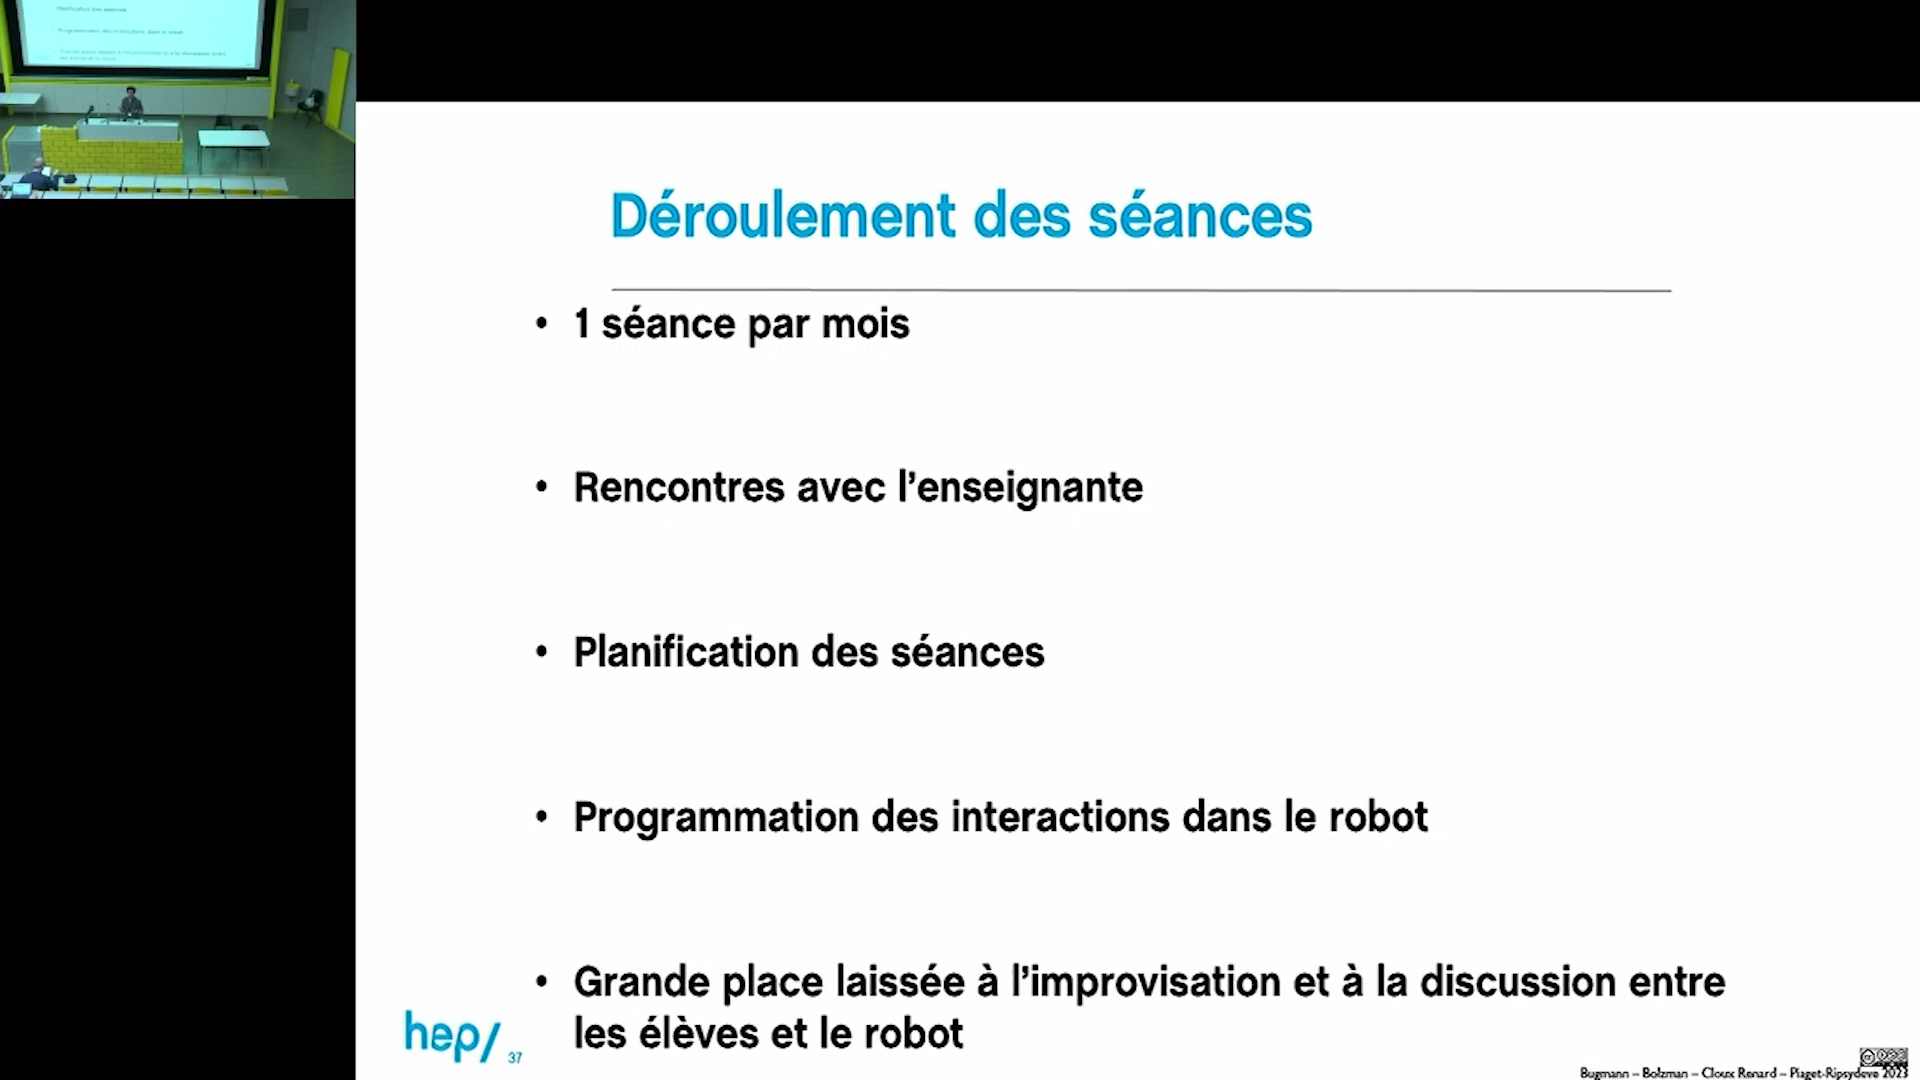 Déroulement des séances
• 1 séance par mois
• Rencontres avec l'enseignante
• Planification des séances
• Programmation des interactions dans le robot
• Grande place laissée à l'improvisation et à la discussion entre
les élèves et le robot
hep/ 37
Bugmann – Bolzman – Cloux Renard – Piaget-Ripsydeve 2023